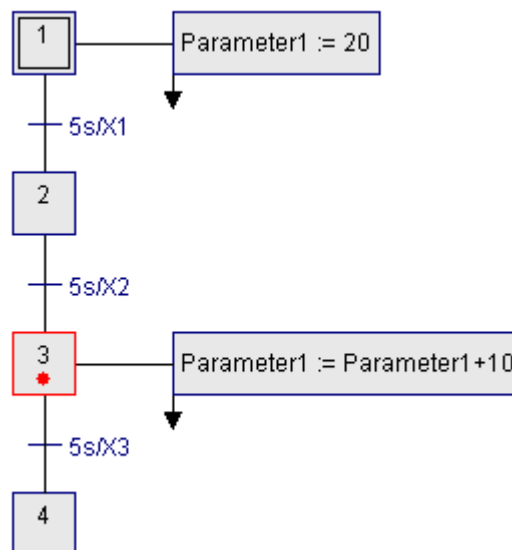 1
Parameter1 := 20
5s/X1
2
5s/X2
3
Parameter1 := Parameter1+10
5s/X3
4